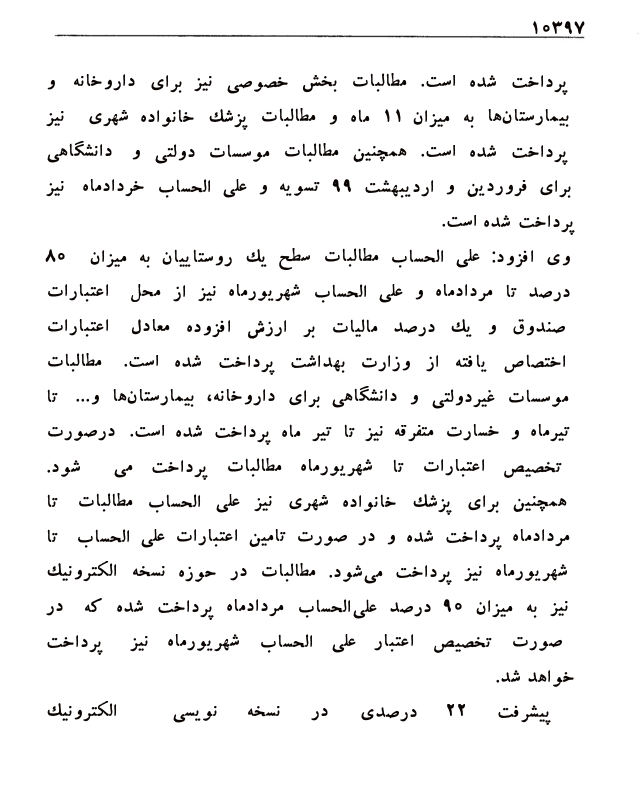 ۱۰۳۹۷
پرداخت شده است. مطالبات بخش خصوصی نیز برای داروخانه و
بیمارستان‌ها به میزان ۱۱ ماه و مطالبات پزشك خانواده شهری نیز
پرداخت شده است. همچنین مطالبات موسسات دولتی و دانشگاهی
برای فروردین و اردیبهشت ۹۹ تسویه و علی الحساب خردادماه نیز
پرداخت شده است.
وی افزود: علی الحساب مطالبات سطح یك روستاییان به میزان ۸۰
درصد تا مردادماه و علی الحساب شهریورماه نیز از محل اعتبارات
صندوق و یك درصد مالیات بر ارزش افزوده معادل اعتبارات
اختصاص یافته از وزارت بهداشت پرداخت شده است. مطالبات
موسسات غیردولتی و دانشگاهی برای داروخانه، بیمارستان‌ها و... تا
تیرماه و خسارت متفرقه نیز تا تیر ماه پرداخت شده است. درصورت
تخصیص اعتبارات تا شهریورماه مطالبات پرداخت می شود.
همچنین برای پزشك خانواده شهری نیز علی الحساب مطالبات تا
مردادماه پرداخت شده و در صورت تامین اعتبارات علی الحساب تا
شهریورماه نیز پرداخت می‌شود. مطالبات در حوزه نسخه الکترونیك
نیز به میزان ۹۰ درصد علی‌الحساب مردادماه پرداخت شده که در
صورت تخصیص اعتبار علی الحساب شهریورماه نیز پرداخت
خواهد شد.
پیشرفت ۲۲ درصدی در نسخه نویسی الکترونیك